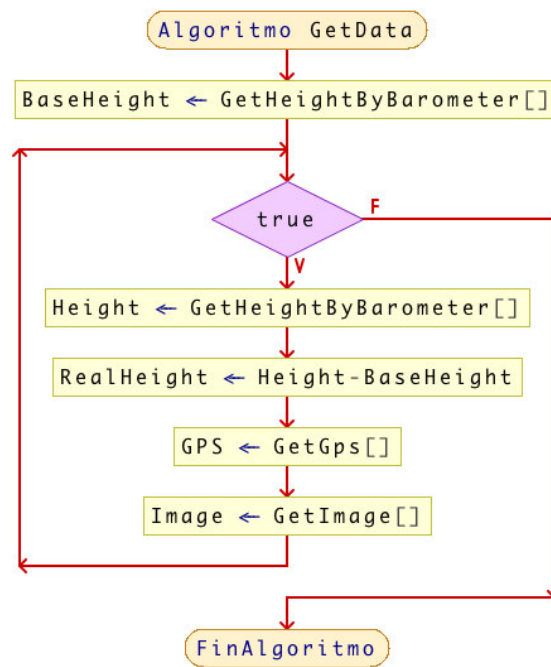 Algoritmo GetData
BaseHeight ← GetHeightByBarometer[]
true
F
V
Height ← GetHeightByBarometer[]
RealHeight ← Height-BaseHeight
GPS ← GetGps[]
Image ← GetImage[]
FinAlgoritmo